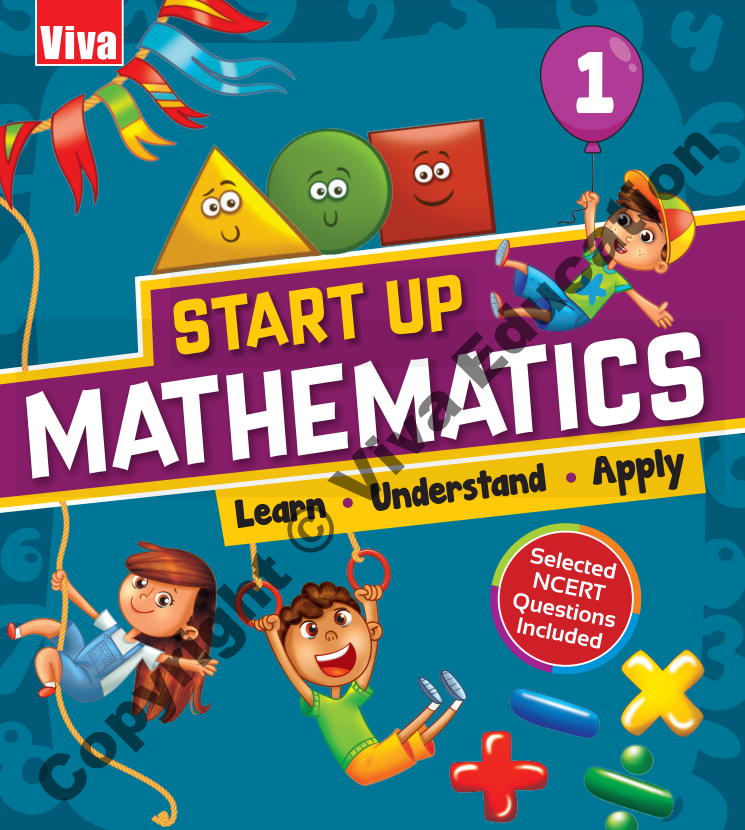 Viva
1
START UP
MATHEMATICS
Learn • Understand • Apply
Selected
NCERT
Questions
Included
Copyright © Viva Education